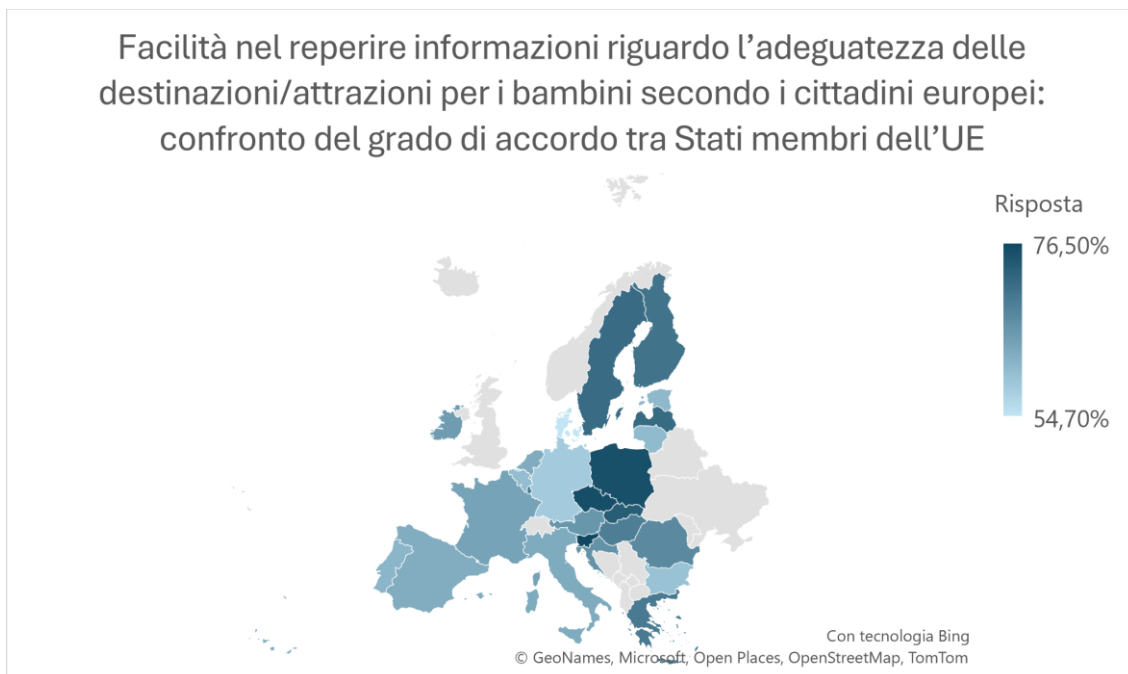 Facilità nel reperire informazioni riguardo l’adeguatezza delle
destinazioni/attrazioni per i bambini secondo i cittadini europei:
confronto del grado di accordo tra Stati membri dell’UE
Risposta
76,50%
54,70%
Con tecnologia Bing
© GeoNames, Microsoft, Open Places, OpenStreetMap, TomTom